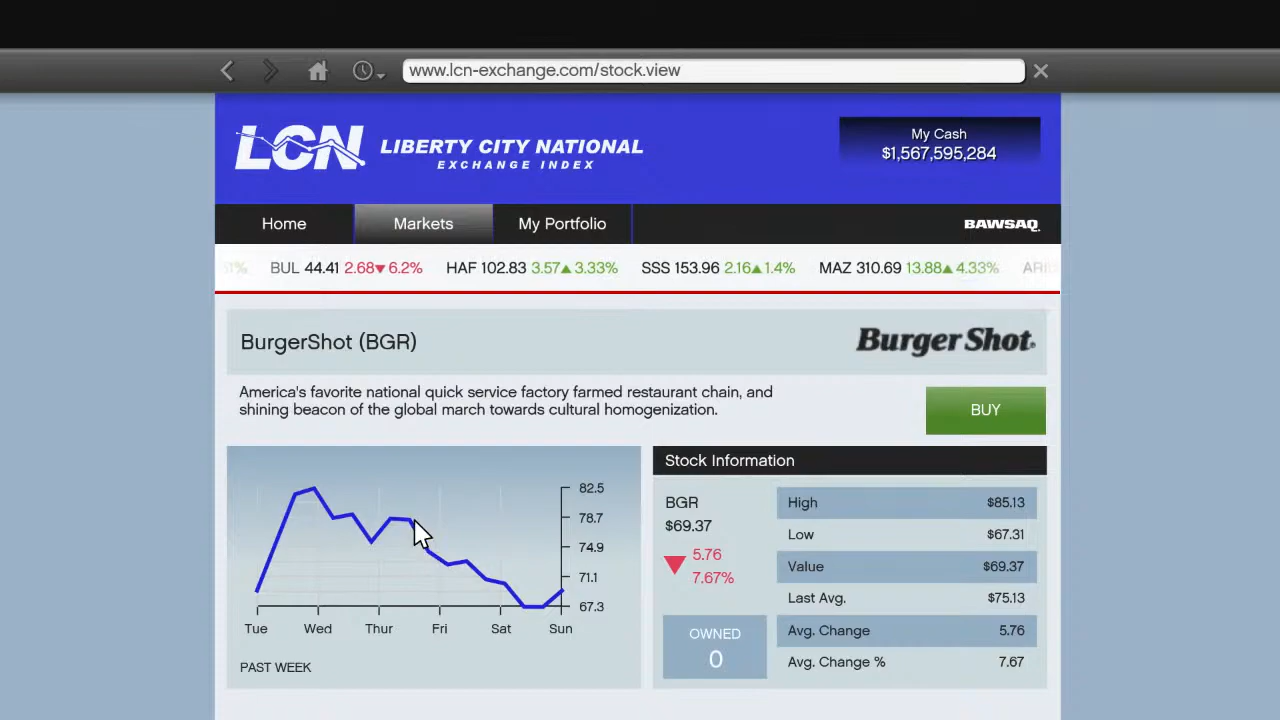 www.lcn-exchange.com/stock.view
LCN LIBERTY CITY NATIONAL
EXCHANGE INDEX
My Cash
$1,567,595,284
Home Markets My Portfolio BAWSAQ
51% BUL 44.41 2.68▼6.2% HAF 102.83 3.57▲3.33% SSS 153.96 2.16▲1.4% MAZ 310.69 13.88▲4.33%
BurgerShot (BGR) Burger Shot
America's favorite national quick service factory farmed restaurant chain, and
shining beacon of the global march towards cultural homogenization.
BUY
82.5
78.7
74.9
71.1
67.3
Tue Wed Thur Fri Sat Sun
PAST WEEK
Stock Information
BGR
$69.37
▼ 5.76
7.67%
OWNED
0
High $85.13
Low $67.31
Value $69.37
Last Avg. $75.13
Avg. Change 5.76
Avg. Change % 7.67